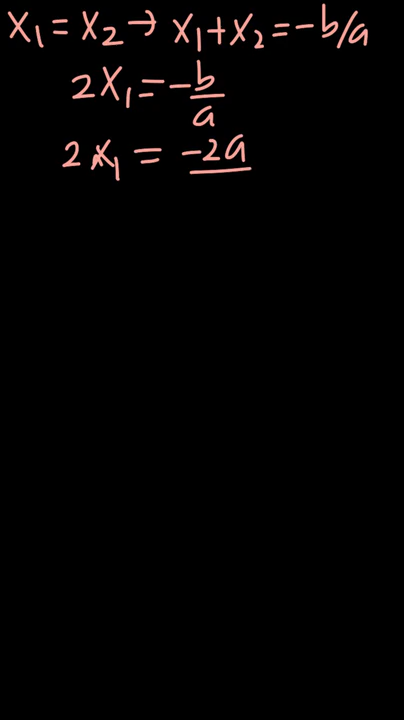 x₁ = x₂ → x₁+x₂ = -b/a
2x₁ = -b/a
2x₁ = -2a